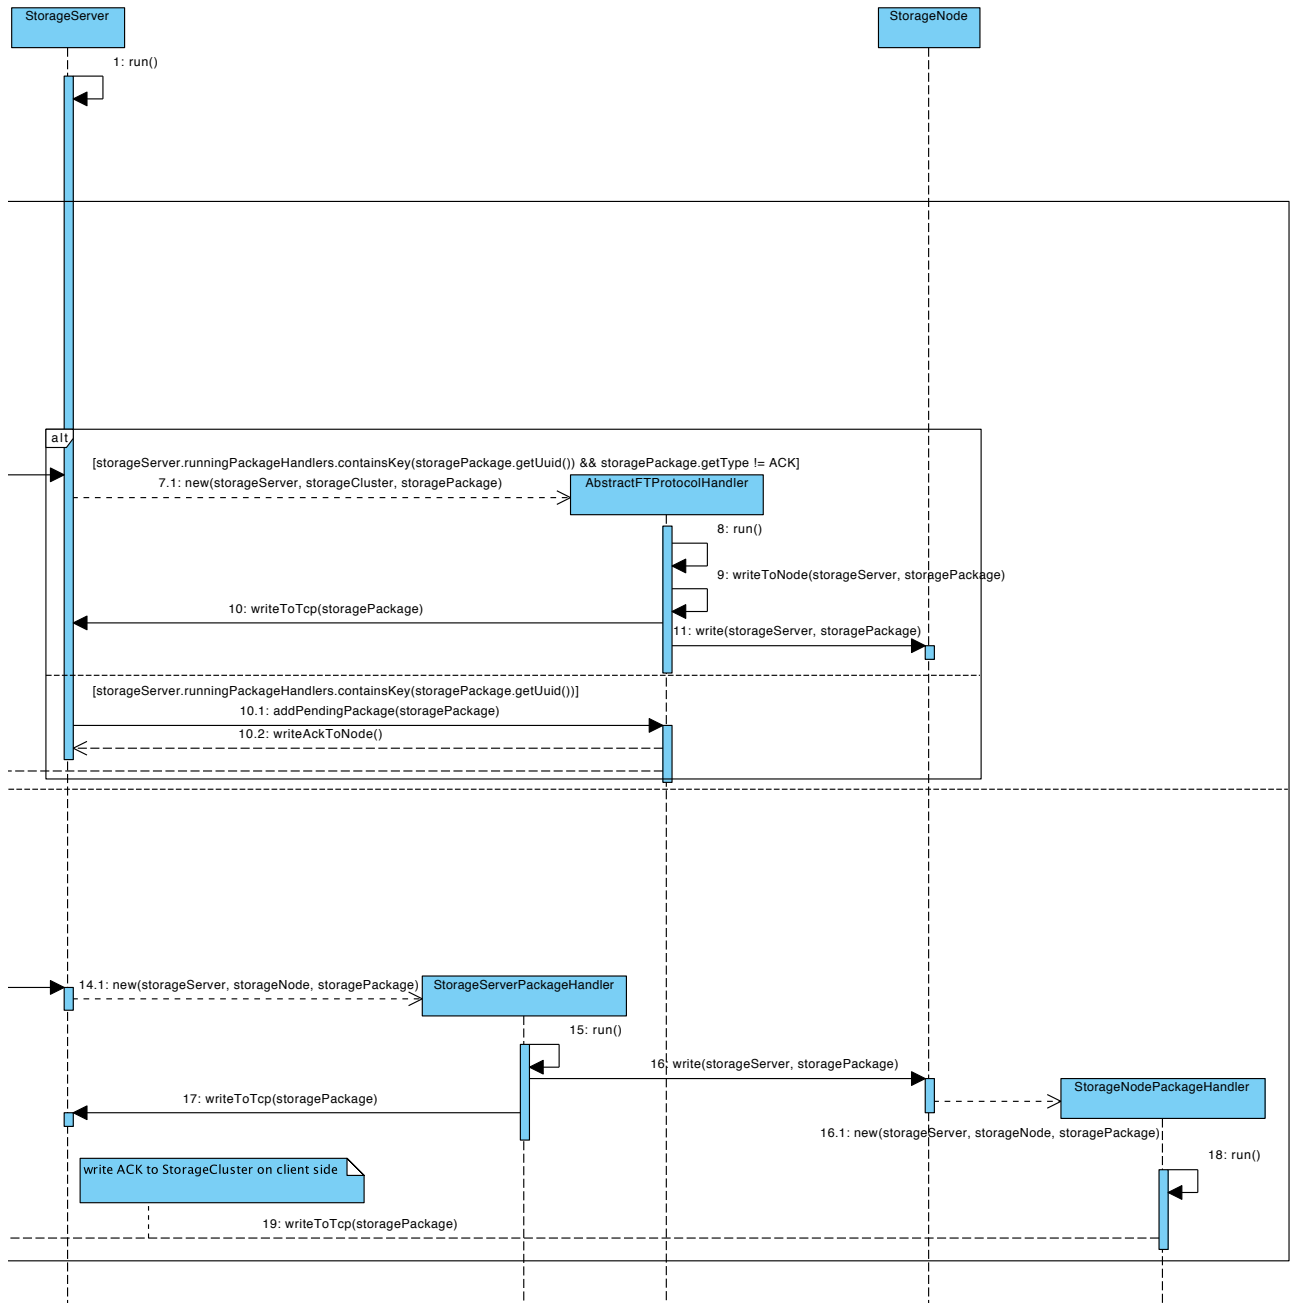 StorageServer
StorageNode
1: run()
alt
[storageServer.runningPackageHandlers.containsKey(storagePackage.getUuid()) && storagePackage.getType != ACK]
7.1: new(storageServer, storageCluster, storagePackage)
AbstractFTProtocolHandler
8: run()
9: writeToNode(storageServer, storagePackage)
10: writeToTcp(storagePackage)
11: write(storageServer, storagePackage)
[storageServer.runningPackageHandlers.containsKey(storagePackage.getUuid())]
10.1: addPendingPackage(storagePackage)
10.2: writeAckToNode()
14.1: new(storageServer, storageNode, storagePackage)
StorageServerPackageHandler
15: run()
16: write(storageServer, storagePackage)
StorageNodePackageHandler
17: writeToTcp(storagePackage)
16.1: new(storageServer, storageNode, storagePackage)
18: run()
write ACK to StorageCluster on client side
19: writeToTcp(storagePackage)